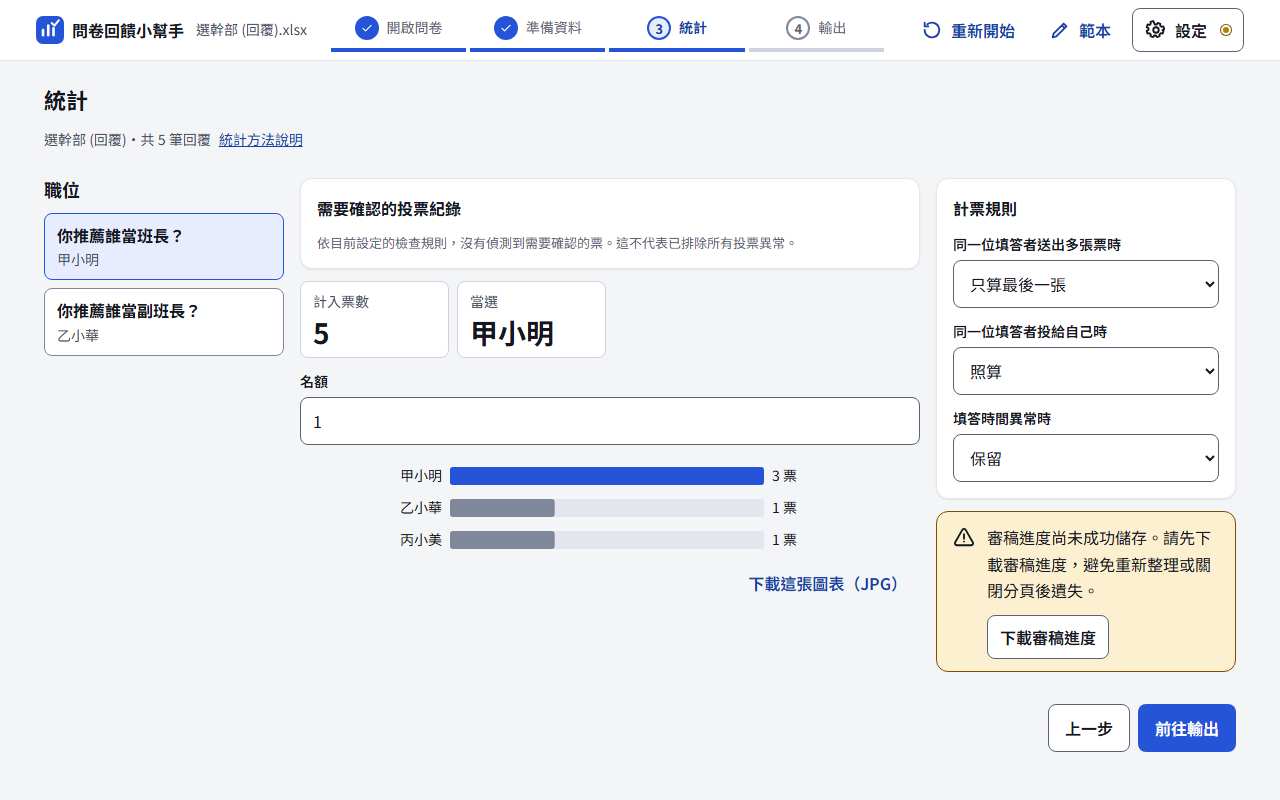 問卷回饋小幫手 選幹部 (回覆).xlsx
開啟問卷
準備資料
3 統計
4 輸出
重新開始
範本
設定
統計
選幹部 (回覆)・共 5 筆回覆 統計方法說明
職位
你推薦誰當班長？
甲小明
你推薦誰當副班長？
乙小華
需要確認的投票紀錄
依目前設定的檢查規則，沒有偵測到需要確認的票。這不代表已排除所有投票異常。
計入票數
5
當選
甲小明
名額
1
甲小明 3 票
乙小華 1 票
丙小美 1 票
下載這張圖表（JPG）
計票規則
同一位填答者送出多張票時
只算最後一張
同一位填答者投給自己時
照算
填答時間異常時
保留
審稿進度尚未成功儲存。請先下
載審稿進度，避免重新整理或關
閉分頁後遺失。
下載審稿進度
上一步
前往輸出